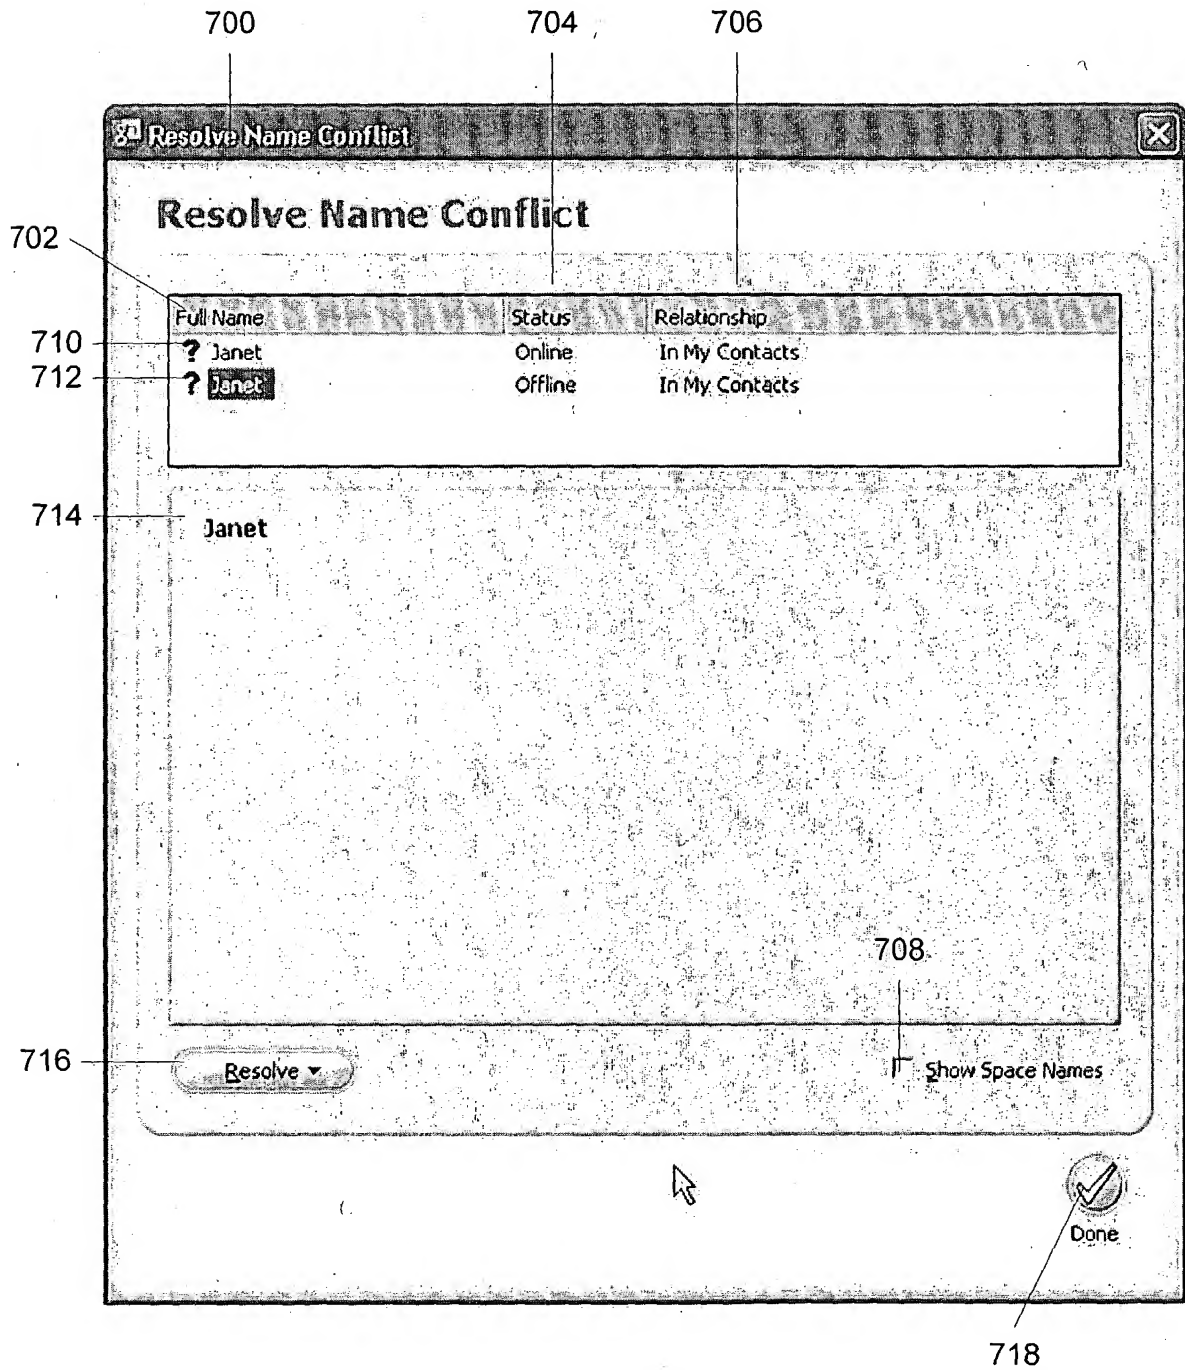 700 704 706
Resolve Name Conflict
Resolve Name Conflict
702
Full Name Status Relationship
710 ? Janet Online In My Contacts
712 ? Janet Offline In My Contacts
714 Janet
708
716 Resolve Show Space Names
Done
718